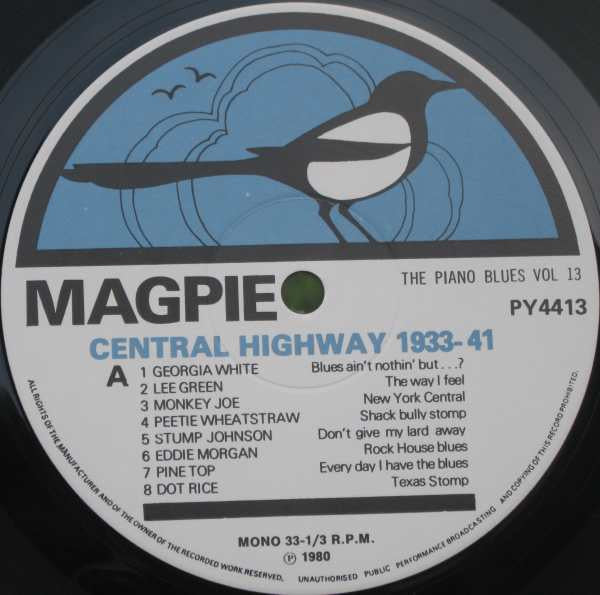 MAGPIE
THE PIANO BLUES VOL 13
PY4413
CENTRAL HIGHWAY 1933-41
A
1 GEORGIA WHITE Blues ain't nothin' but...?
2 LEE GREEN The way I feel
3 MONKEY JOE New York Central
4 PEETIE WHEATSTRAW Shack bully stomp
5 STUMP JOHNSON Don't give my lard away
6 EDDIE MORGAN Rock House blues
7 PINE TOP Every day I have the blues
8 DOT RICE Texas Stomp
MONO 33-1/3 R.P.M.
℗ 1980
ALL RIGHTS OF THE MANUFACTURER AND OF THE OWNER OF THE RECORDED WORK RESERVED, UNAUTHORISED PUBLIC PERFORMANCE BROADCASTING AND COPYING OF THIS RECORD PROHIBITED.